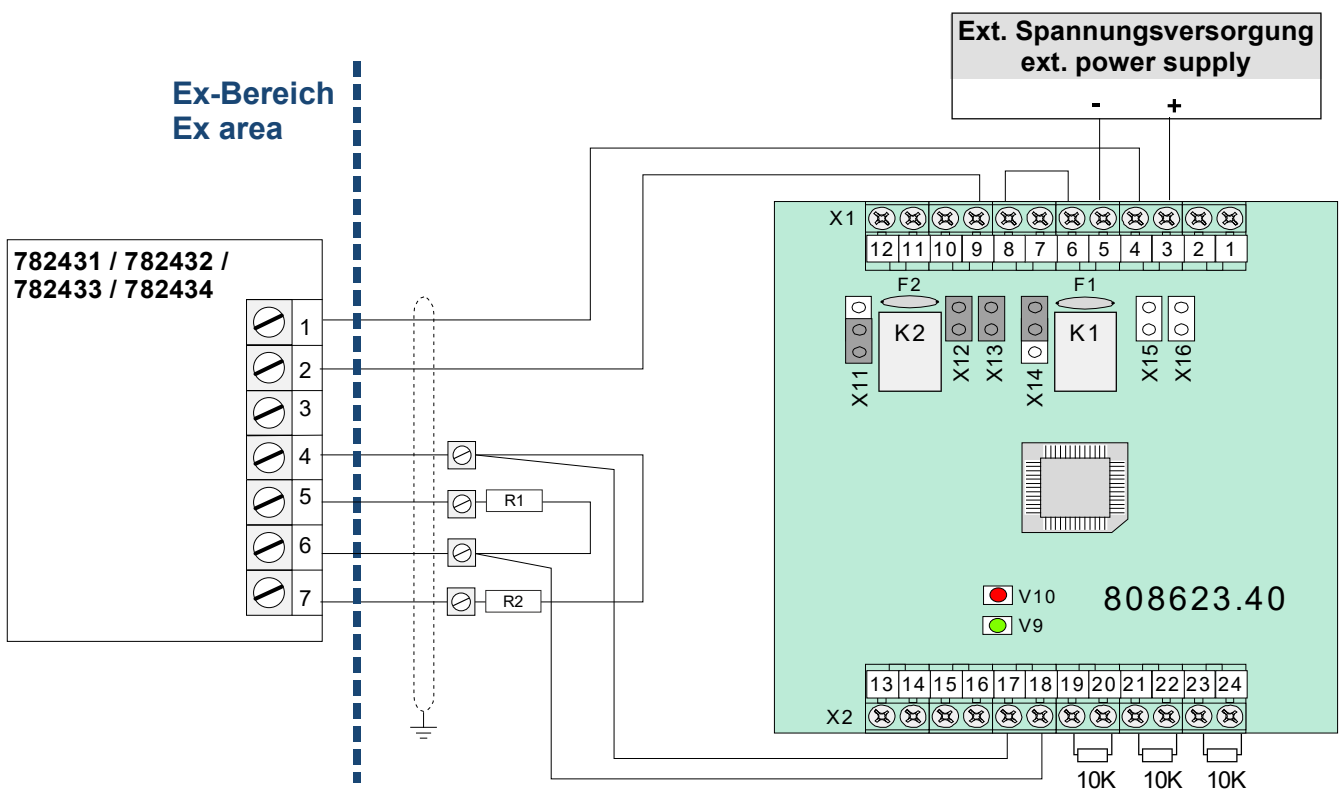 Ext. Spannungsversorgung
ext. power supply
- +
Ex-Bereich
Ex area
782431 / 782432 /
782433 / 782434
1
2
3
4
5
6
7
R1
R2
X1
12 11 10 9 8 7 6 5 4 3 2 1
F2 F1
K2 K1
X11 X12 X13 X14 X15 X16
V10
V9
808623.40
13 14 15 16 17 18 19 20 21 22 23 24
X2
10K 10K 10K